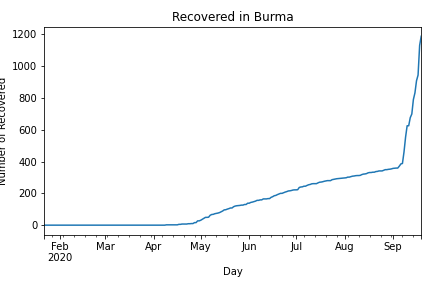 Recovered in Burma
Number of Recovered
1200
1000
800
600
400
200
0
Feb Mar Apr May Jun Jul Aug Sep
2020
Day